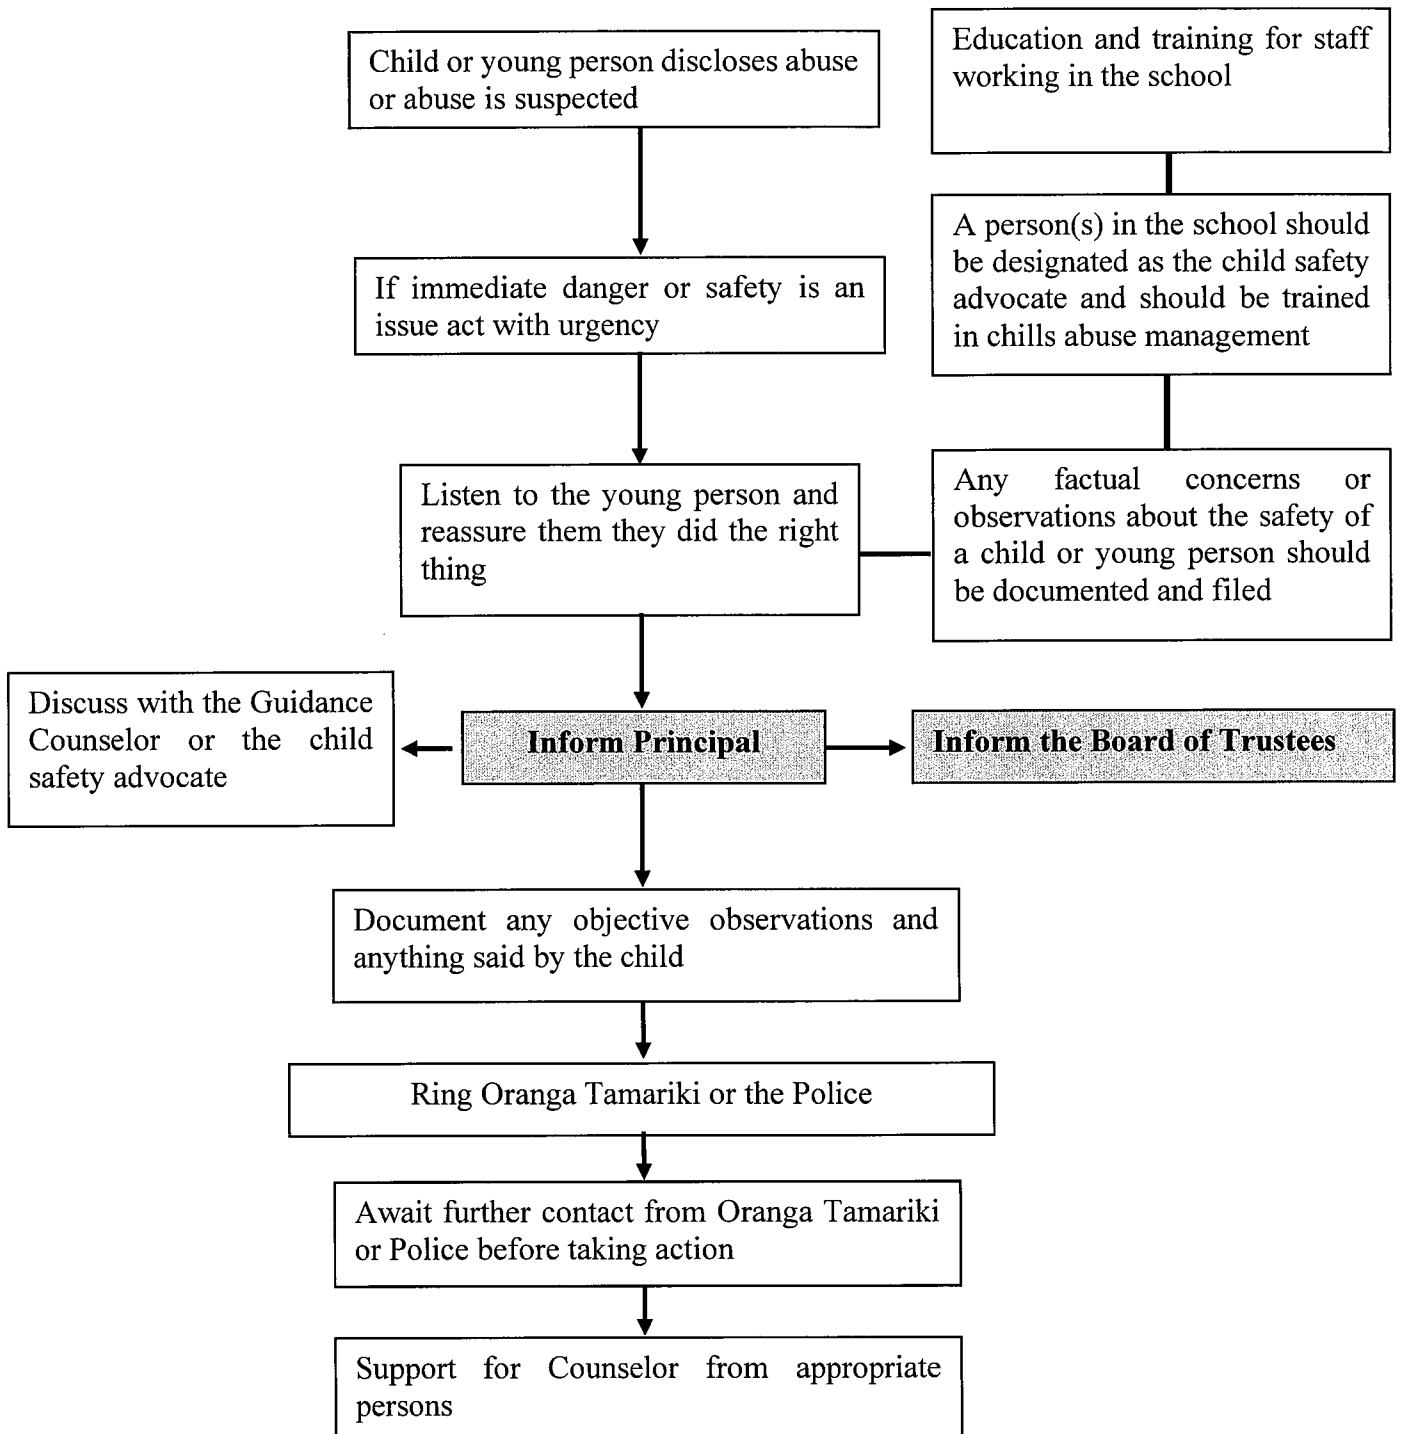 Child or young person discloses abuse
or abuse is suspected
Education and training for staff
working in the school
If immediate danger or safety is an
issue act with urgency
A person(s) in the school should
be designated as the child safety
advocate and should be trained
in chills abuse management
Listen to the young person and
reassure them they did the right
thing
Any factual concerns or
observations about the safety of
a child or young person should
be documented and filed
Discuss with the Guidance
Counselor or the child
safety advocate
Inform Principal
Inform the Board of Trustees
Document any objective observations and
anything said by the child
Ring Oranga Tamariki or the Police
Await further contact from Oranga Tamariki
or Police before taking action
Support for Counselor from appropriate
persons